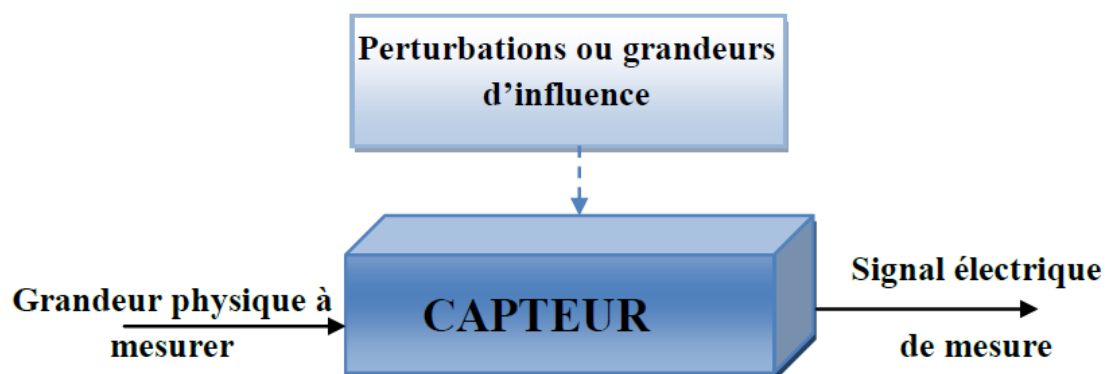 Perturbations ou grandeurs
d’influence
Grandeur physique à
mesurer
CAPTEUR
Signal électrique
de mesure